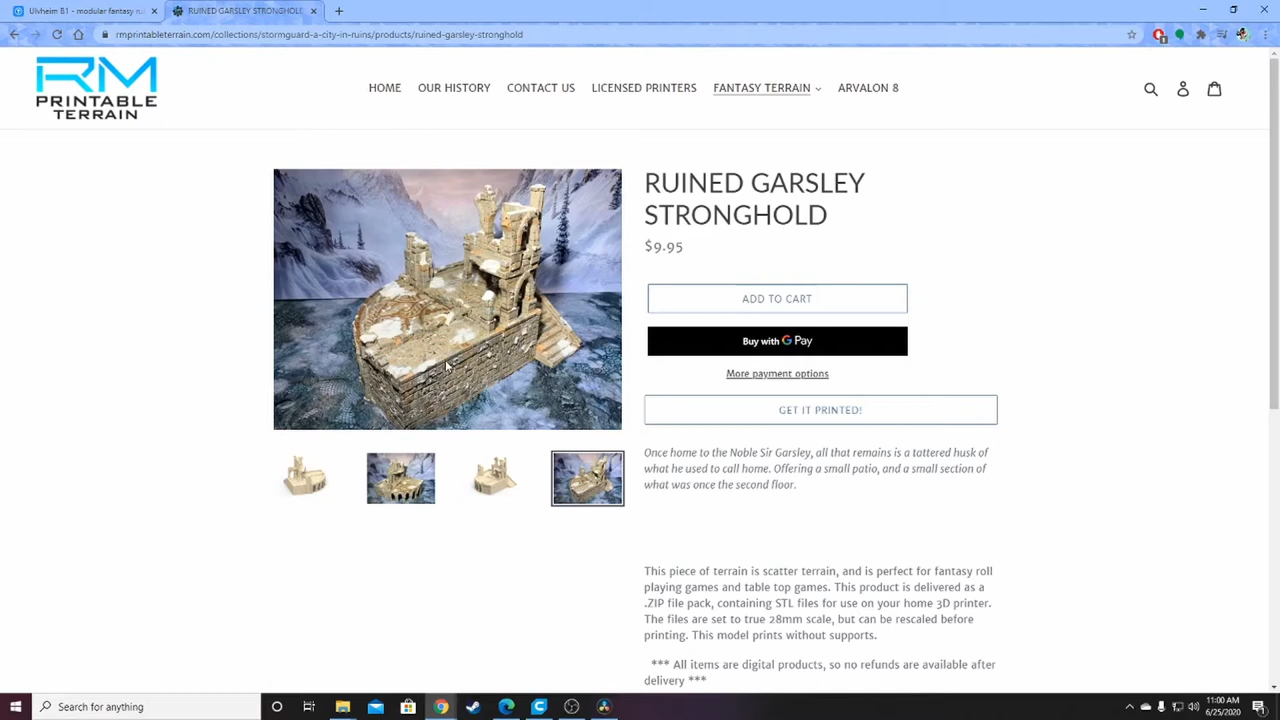 Ulvheim B1 - modular fantasy ru
RUINED GARSLEY STRONGHOLD
rmprintableterrain.com/collections/stormguard-a-city-in-ruins/products/ruined-garsley-stronghold
RM
PRINTABLE
TERRAIN
HOME OUR HISTORY CONTACT US LICENSED PRINTERS FANTASY TERRAIN ARVALON 8
RUINED GARSLEY
STRONGHOLD
$9.95
ADD TO CART
Buy with G Pay
More payment options
GET IT PRINTED!
Once home to the Noble Sir Garsley, all that remains is a tattered husk of
what he used to call home. Offering a small patio, and a small section of
what was once the second floor.
This piece of terrain is scatter terrain, and is perfect for fantasy roll
playing games and table top games. This product is delivered as a
.ZIP file pack, containing STL files for use on your home 3D printer.
The files are set to true 28mm scale, but can be rescaled before
printing. This model prints without supports.
*** All items are digital products, so no refunds are available after
delivery ***
Search for anything
11:00 AM
6/25/2020